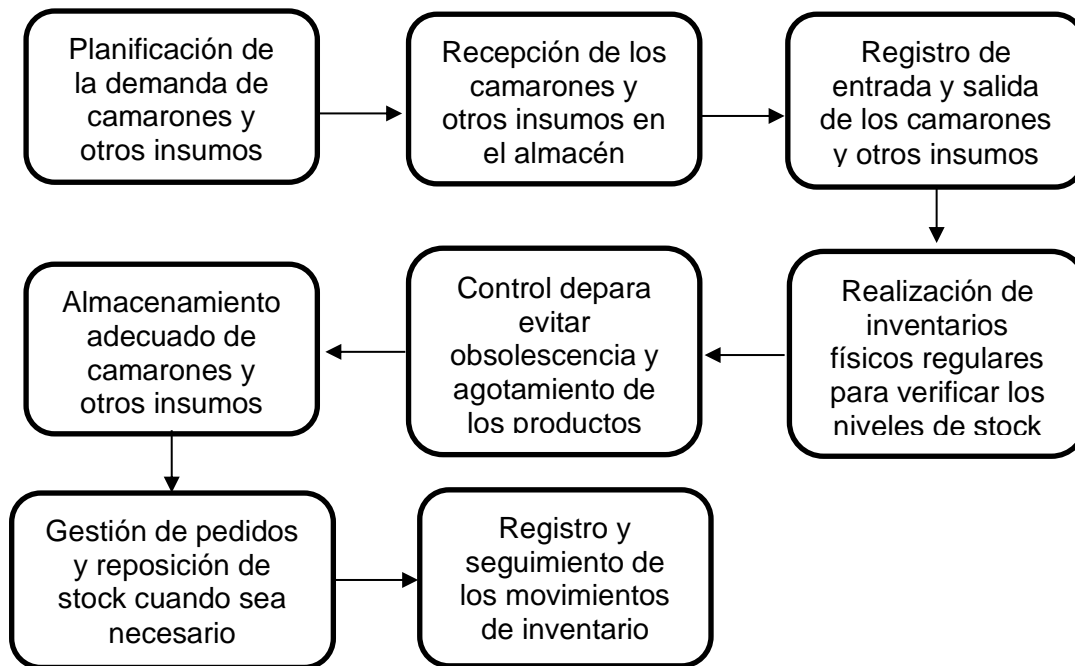 Planificación de
la demanda de
camarones y
otros insumos
Recepción de los
camarones y
otros insumos en
el almacén
Registro de
entrada y salida
de los camarones
y otros insumos
Realización de
inventarios
físicos regulares
para verificar los
niveles de stock
Control depara
evitar
obsolescencia y
agotamiento de
los productos
Almacenamiento
adecuado de
camarones y
otros insumos
Gestión de pedidos
y reposición de
stock cuando sea
necesario
Registro y
seguimiento de
los movimientos
de inventario